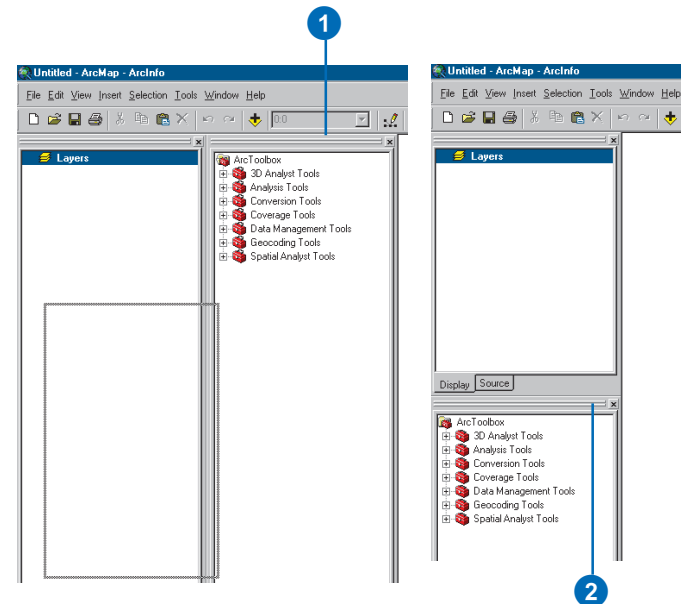 1
Untitled - ArcMap - ArcInfo
File Edit View Insert Selection Tools Window Help
0:0
Layers
ArcToolbox
3D Analyst Tools
Analysis Tools
Conversion Tools
Coverage Tools
Data Management Tools
Geocoding Tools
Spatial Analyst Tools
Untitled - ArcMap - ArcInfo
File Edit View Insert Selection Tools Window Help
Layers
Display Source
ArcToolbox
3D Analyst Tools
Analysis Tools
Conversion Tools
Coverage Tools
Data Management Tools
Geocoding Tools
Spatial Analyst Tools
2